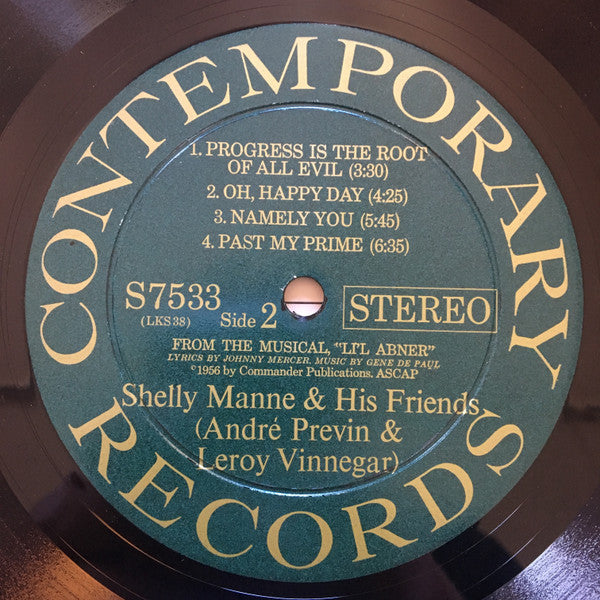 CONTEMPORARY
1. PROGRESS IS THE ROOT
OF ALL EVIL (3:30)
2. OH, HAPPY DAY (4:25)
3. NAMELY YOU (5:45)
4. PAST MY PRIME (6:35)
S7533
(LKS 38)
Side 2
STEREO
FROM THE MUSICAL, "LI'L ABNER"
LYRICS BY JOHNNY MERCER, MUSIC BY GENE DE PAUL
©1956 by Commander Publications. ASCAP
Shelly Manne & His Friends
(André Previn &
Leroy Vinnegar)
RECORDS